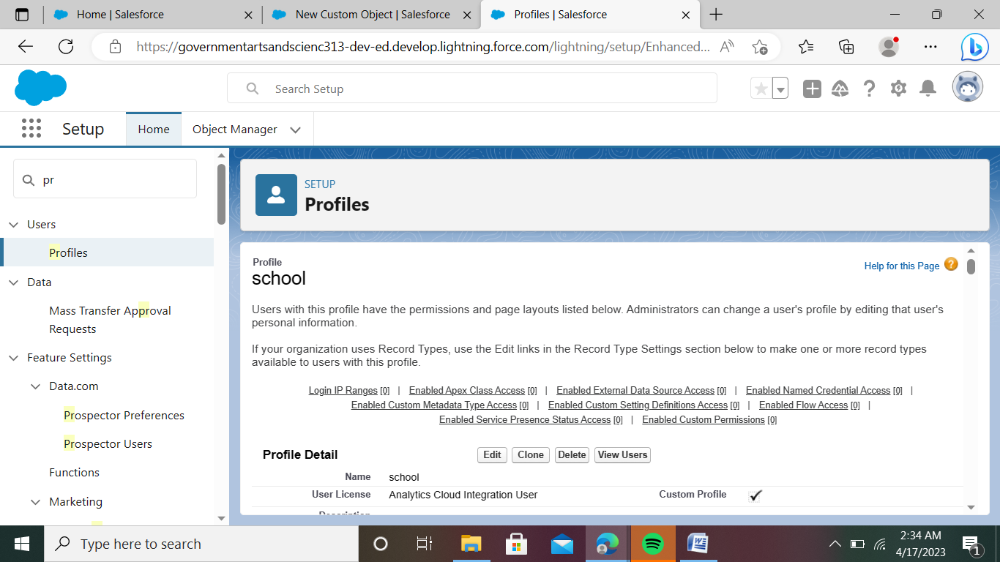 Home | Salesforce
New Custom Object | Salesforce
Profiles | Salesforce
https://governmentartsandscienc313-dev-ed.develop.lightning.force.com/lightning/setup/Enhanced...
Search Setup
Setup
Home
Object Manager
pr
Users
Profiles
Data
Mass Transfer Approval
Requests
Feature Settings
Data.com
Prospector Preferences
Prospector Users
Functions
Marketing
SETUP
Profiles
Profile
school
Help for this Page ?
Users with this profile have the permissions and page layouts listed below. Administrators can change a user's profile by editing that user's
personal information.
If your organization uses Record Types, use the Edit links in the Record Type Settings section below to make one or more record types
available to users with this profile.
Login IP Ranges [0] | Enabled Apex Class Access [0] | Enabled External Data Source Access [0] | Enabled Named Credential Access [0] |
Enabled Custom Metadata Type Access [0] | Enabled Custom Setting Definitions Access [0] | Enabled Flow Access [0] |
Enabled Service Presence Status Access [0] | Enabled Custom Permissions [0]
Profile Detail Edit Clone Delete View Users
Name school
User License Analytics Cloud Integration User Custom Profile
Type here to search
2:34 AM
4/17/2023
1